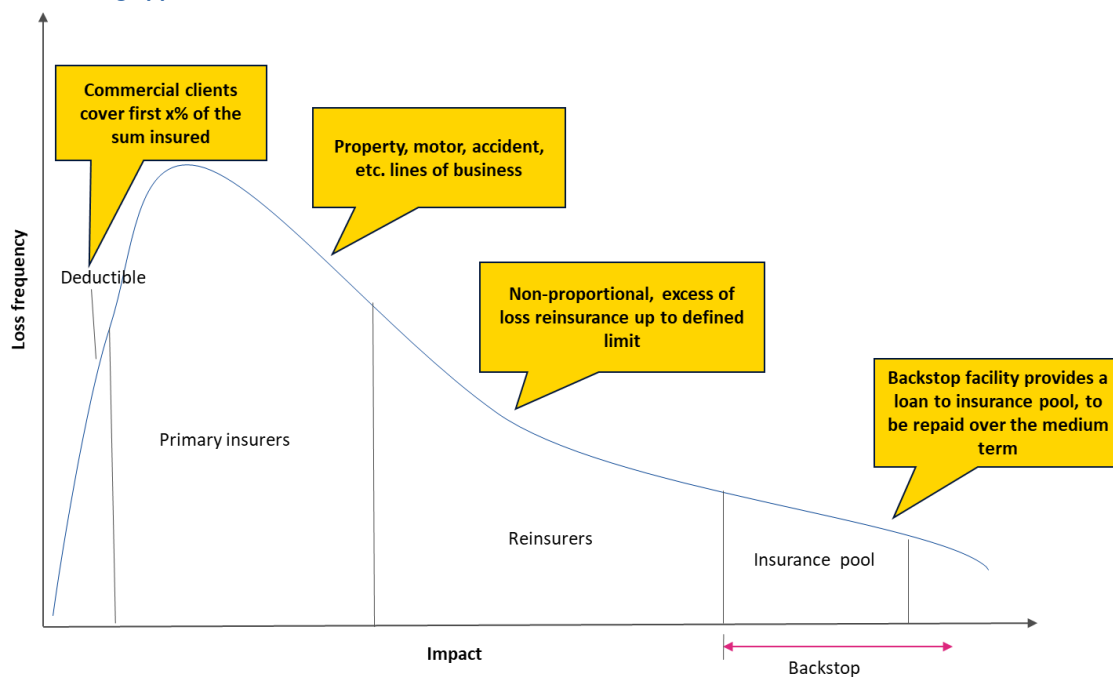 Commercial clients
cover first x% of the
sum insured
Property, motor, accident,
etc. lines of business
Deductible
Non-proportional, excess of
loss reinsurance up to defined
limit
Loss frequency
Backstop facility provides a
loan to insurance pool, to
be repaid over the medium
term
Primary insurers
Reinsurers
Insurance pool
Impact
Backstop